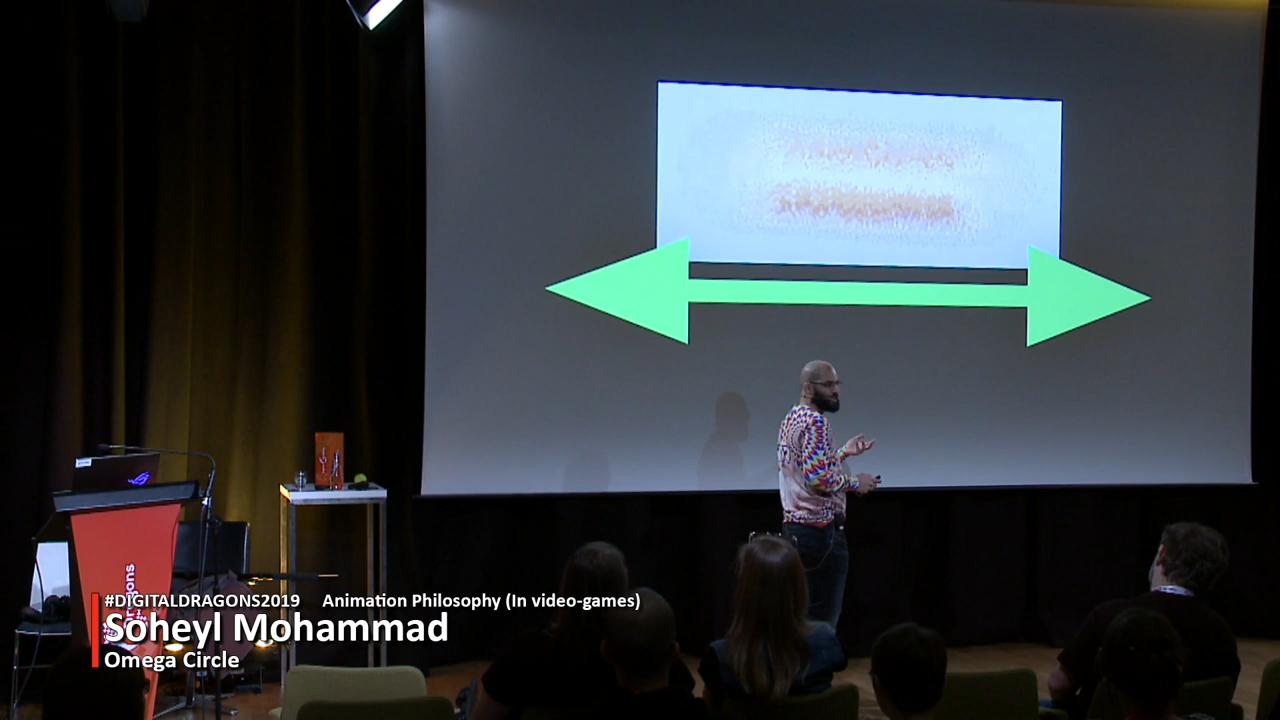 #DIGITALDRAGONS2019 Animation Philosophy (In video-games)
Soheyl Mohammad
Omega Circle